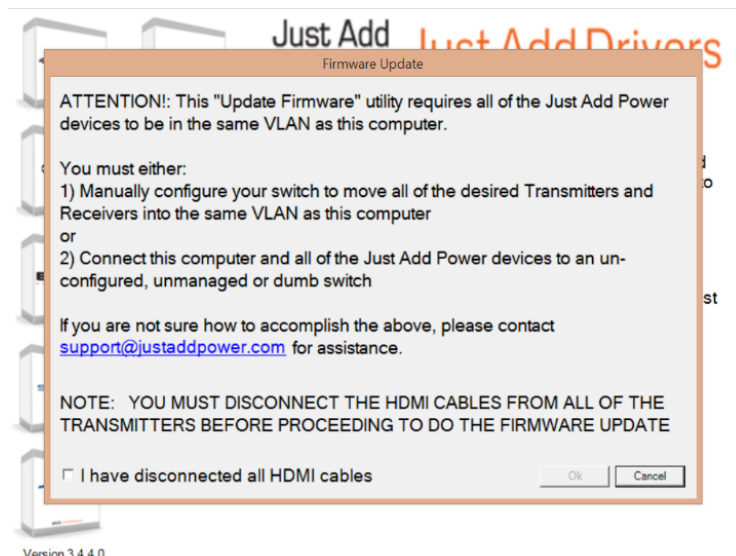 Just Add
Just Add Drivers
Firmware Update
ATTENTION!: This "Update Firmware" utility requires all of the Just Add Power
devices to be in the same VLAN as this computer.
You must either:
1) Manually configure your switch to move all of the desired Transmitters and
Receivers into the same VLAN as this computer
or
2) Connect this computer and all of the Just Add Power devices to an un-
configured, unmanaged or dumb switch
If you are not sure how to accomplish the above, please contact
support@justaddpower.com for assistance.
NOTE: YOU MUST DISCONNECT THE HDMI CABLES FROM ALL OF THE
TRANSMITTERS BEFORE PROCEEDING TO DO THE FIRMWARE UPDATE
I have disconnected all HDMI cables
Ok
Cancel
Version 3.4.4.0